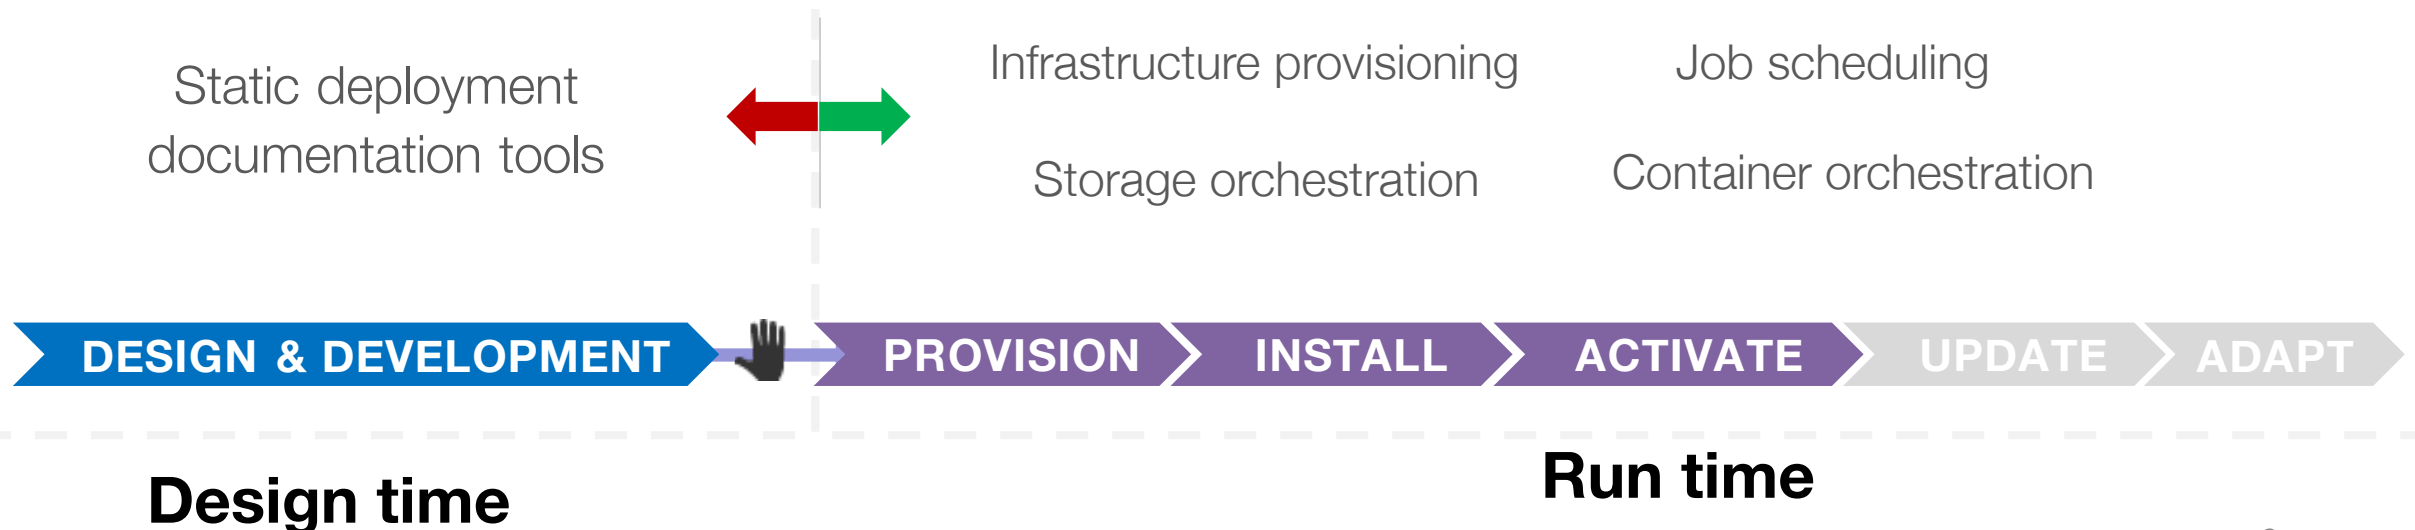 Static deployment
documentation tools
Infrastructure provisioning
Job scheduling
Storage orchestration
Container orchestration
DESIGN & DEVELOPMENT
PROVISION
INSTALL
ACTIVATE
UPDATE
ADAPT
Design time
Run time